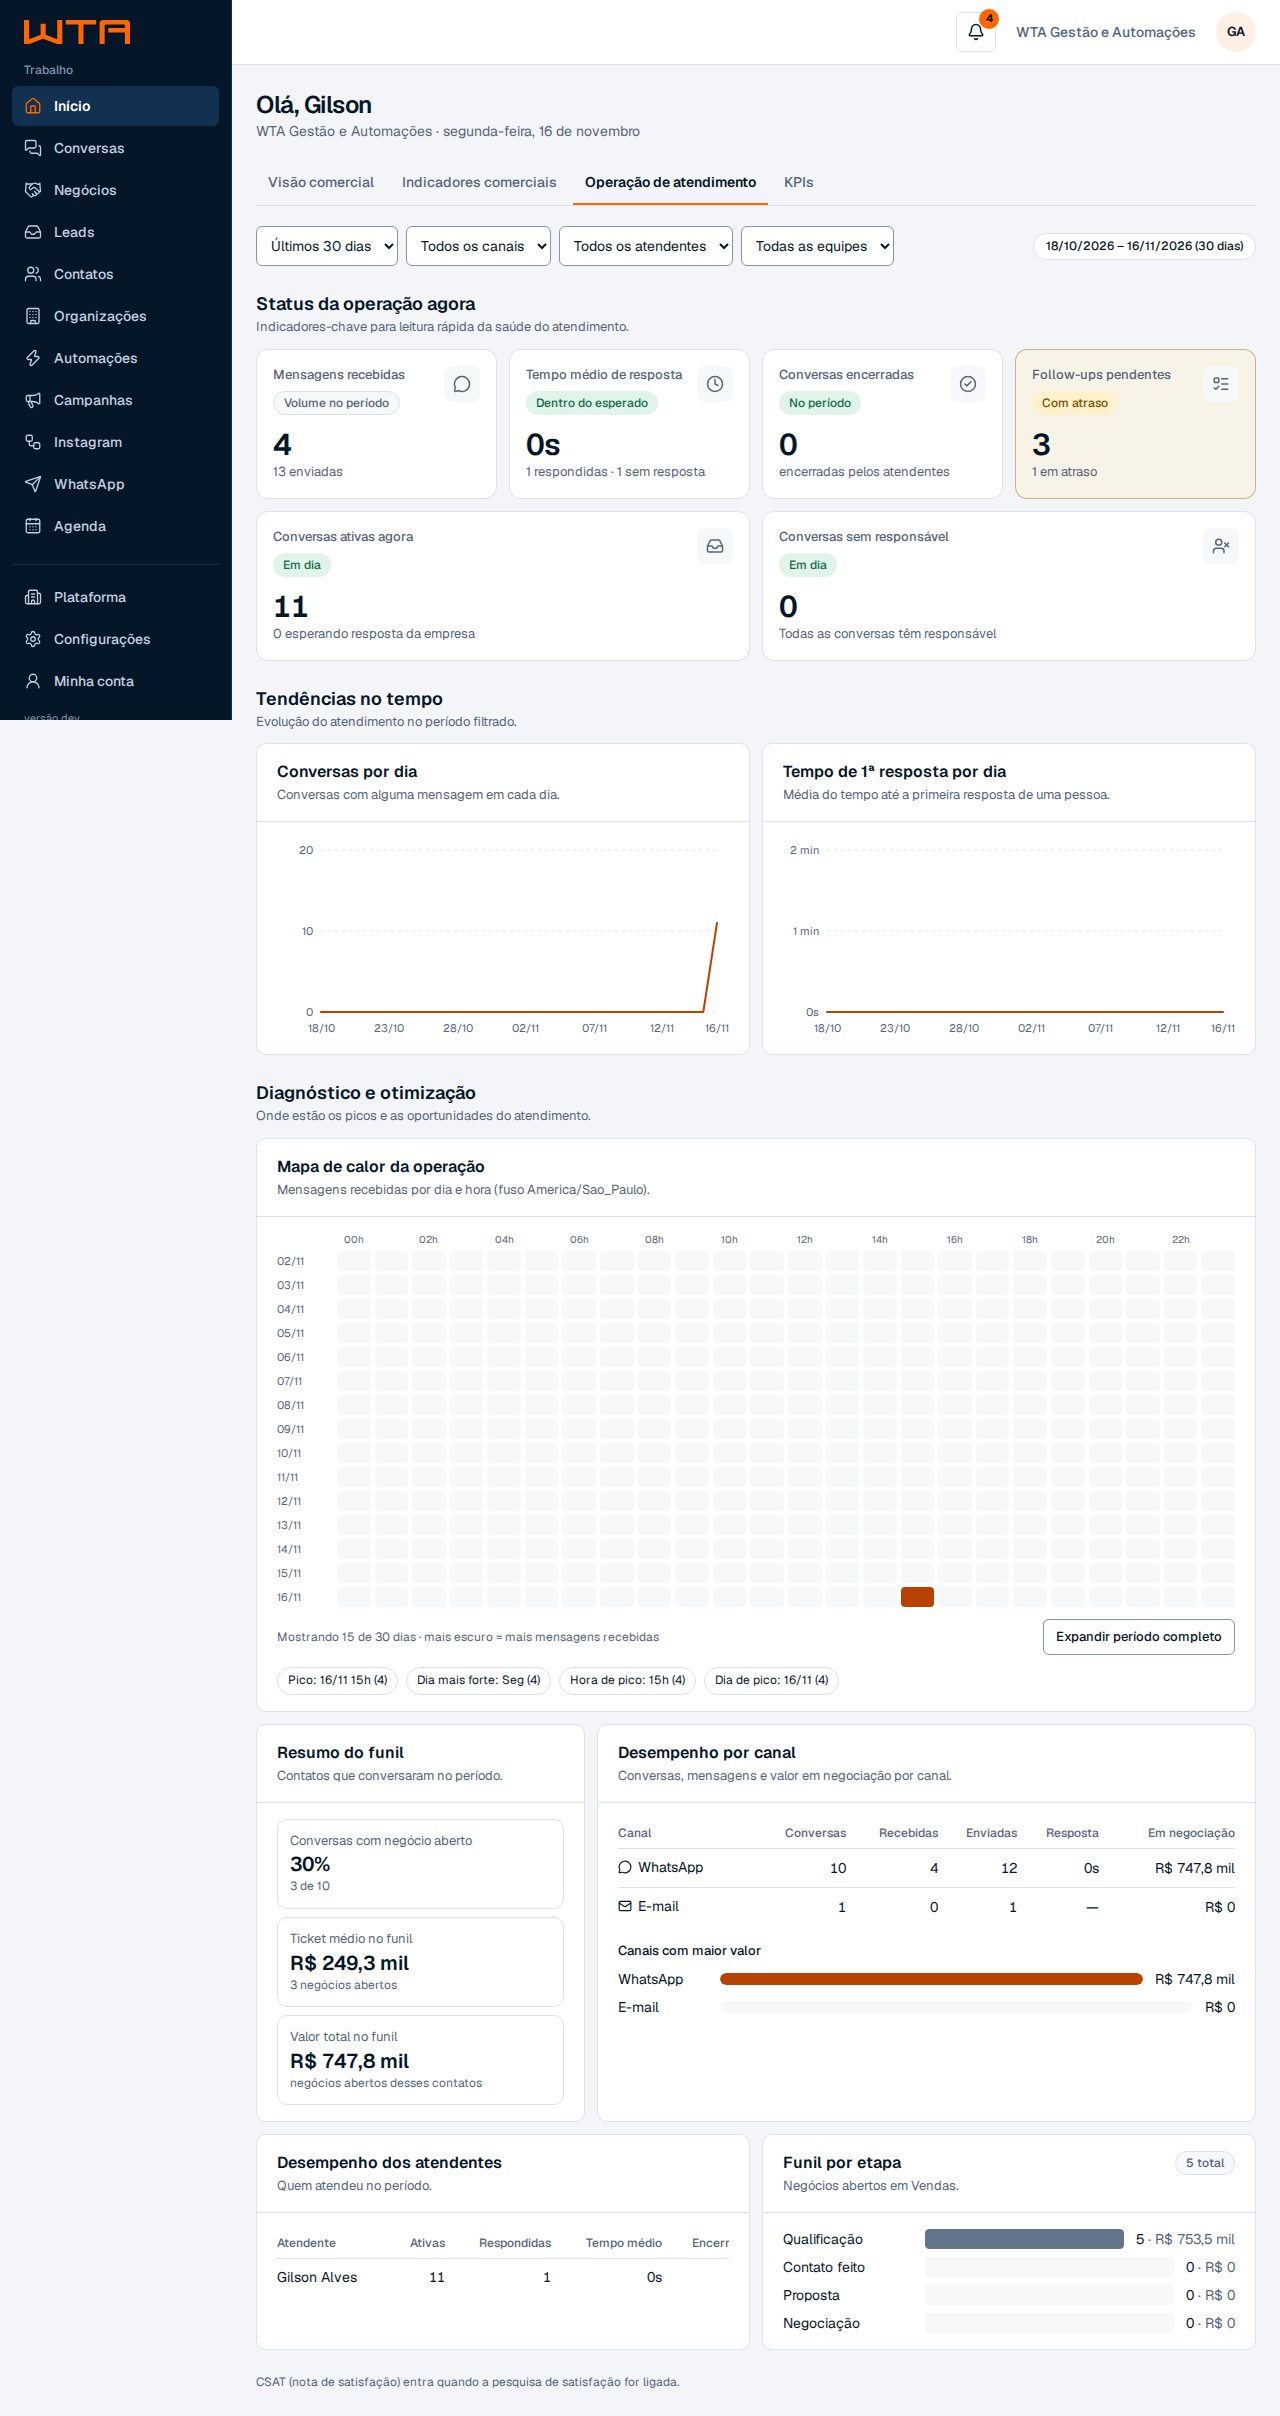 WTA
Trabalho
Início
Conversas
Negócios
Leads
Contatos
Organizações
Automações
Campanhas
Instagram
WhatsApp
Agenda
Plataforma
Configurações
Minha conta
versão dev
4
WTA Gestão e Automações
GA
Olá, Gilson
WTA Gestão e Automações · segunda-feira, 16 de novembro
Visão comercial
Indicadores comerciais
Operação de atendimento
KPIs
Últimos 30 dias
Todos os canais
Todos os atendentes
Todas as equipes
18/10/2026 – 16/11/2026 (30 dias)
Status da operação agora
Indicadores-chave para leitura rápida da saúde do atendimento.
Mensagens recebidas
Volume no período
4
13 enviadas
Tempo médio de resposta
Dentro do esperado
0s
1 respondidas · 1 sem resposta
Conversas encerradas
No período
0
encerradas pelos atendentes
Follow-ups pendentes
Com atraso
3
1 em atraso
Conversas ativas agora
Em dia
11
0 esperando resposta da empresa
Conversas sem responsável
Em dia
0
Todas as conversas têm responsável
Tendências no tempo
Evolução do atendimento no período filtrado.
Conversas por dia
Conversas com alguma mensagem em cada dia.
20
10
0
18/10 23/10 28/10 02/11 07/11 12/11 16/11
Tempo de 1ª resposta por dia
Média do tempo até a primeira resposta de uma pessoa.
2 min
1 min
0s
18/10 23/10 28/10 02/11 07/11 12/11 16/11
Diagnóstico e otimização
Onde estão os picos e as oportunidades do atendimento.
Mapa de calor da operação
Mensagens recebidas por dia e hora (fuso America/Sao_Paulo).
00h 02h 04h 06h 08h 10h 12h 14h 16h 18h 20h 22h
02/11
03/11
04/11
05/11
06/11
07/11
08/11
09/11
10/11
11/11
12/11
13/11
14/11
15/11
16/11
Mostrando 15 de 30 dias · mais escuro = mais mensagens recebidas
Expandir período completo
Pico: 16/11 15h (4)
Dia mais forte: Seg (4)
Hora de pico: 15h (4)
Dia de pico: 16/11 (4)
Resumo do funil
Contatos que conversaram no período.
Conversas com negócio aberto
30%
3 de 10
Ticket médio no funil
R$ 249,3 mil
3 negócios abertos
Valor total no funil
R$ 747,8 mil
negócios abertos desses contatos
Desempenho por canal
Conversas, mensagens e valor em negociação por canal.
Canal Conversas Recebidas Enviadas Resposta Em negociação
WhatsApp 10 4 12 0s R$ 747,8 mil
E-mail 1 0 1 — R$ 0
Canais com maior valor
WhatsApp R$ 747,8 mil
E-mail R$ 0
Desempenho dos atendentes
Quem atendeu no período.
Atendente Ativas Respondidas Tempo médio Encerr
Gilson Alves 11 1 0s
Funil por etapa
5 total
Negócios abertos em Vendas.
Qualificação 5 · R$ 753,5 mil
Contato feito 0 · R$ 0
Proposta 0 · R$ 0
Negociação 0 · R$ 0
CSAT (nota de satisfação) entra quando a pesquisa de satisfação for ligada.